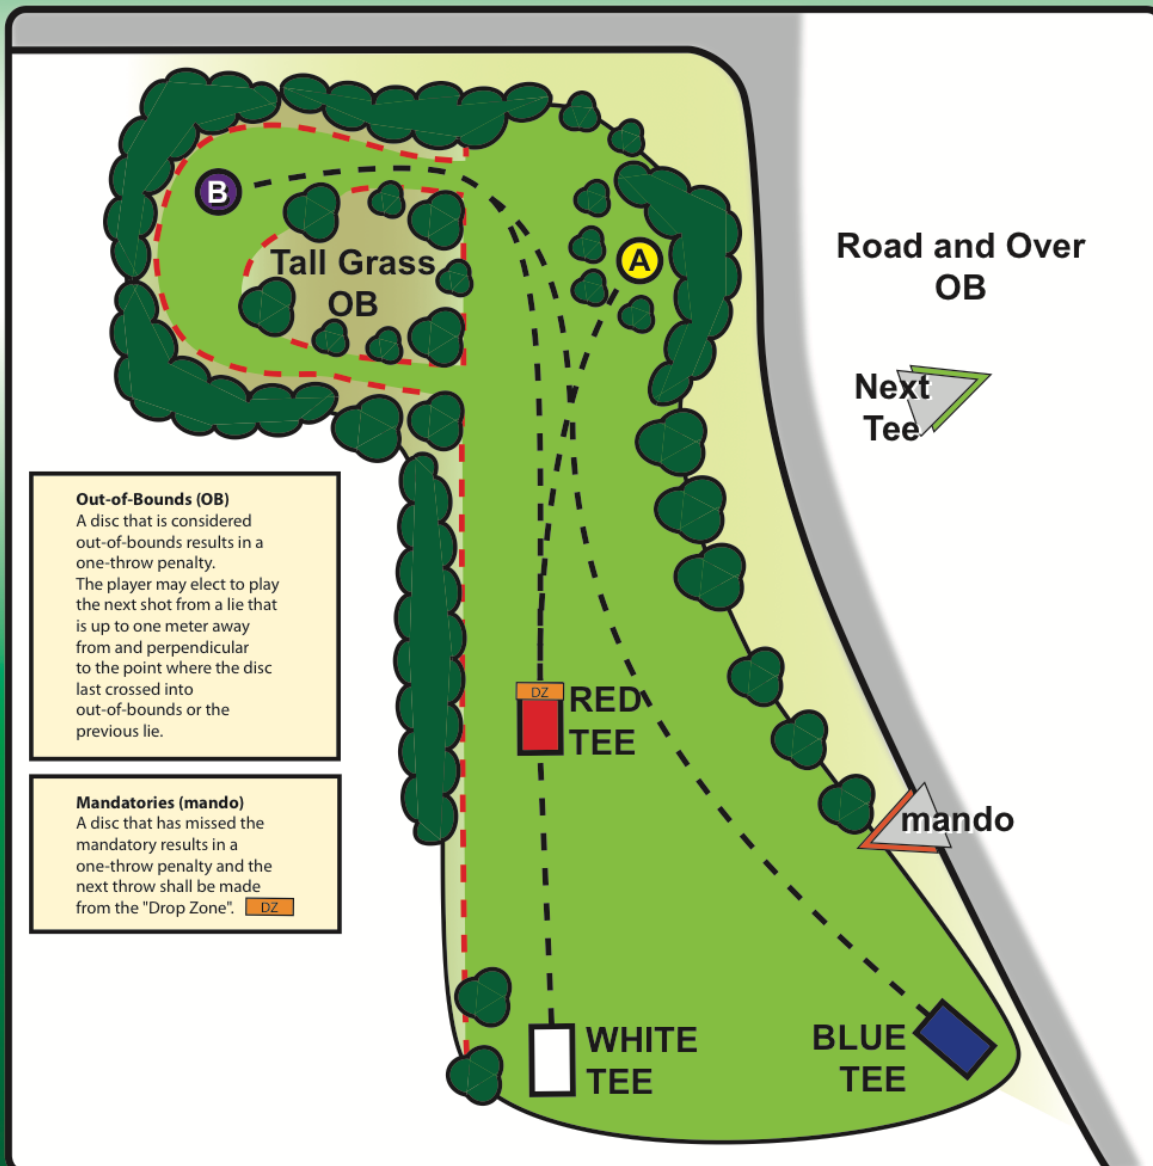 B
A
Tall Grass
OB
Road and Over
OB
Next
Tee
Out-of-Bounds (OB)
A disc that is considered
out-of-bounds results in a
one-throw penalty.
The player may elect to play
the next shot from a lie that
is up to one meter away
from and perpendicular
to the point where the disc
last crossed into
out-of-bounds or the
previous lie.
DZ
RED
TEE
Mandatories (mando)
A disc that has missed the
mandatory results in a
one-throw penalty and the
next throw shall be made
from the "Drop Zone". DZ
mando
WHITE
TEE
BLUE
TEE